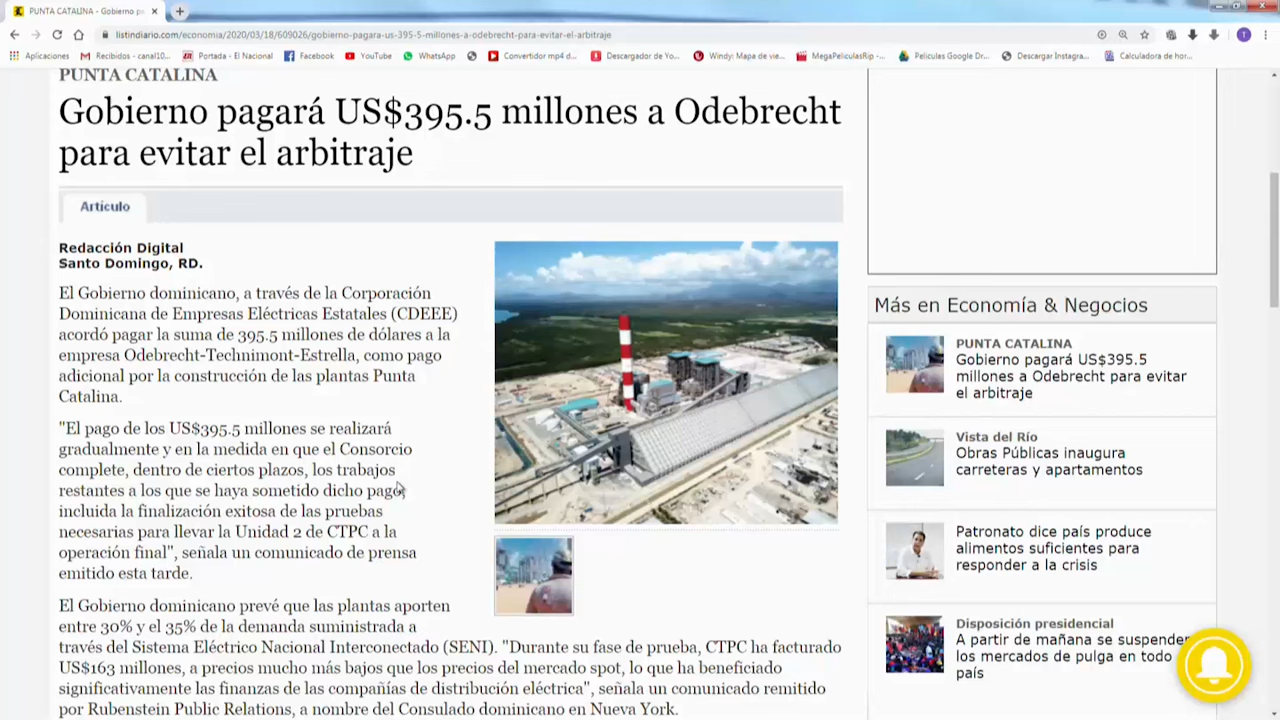 PUNTA CATALINA - Gobierno p
listindiario.com/economia/2020/03/18/609026/gobierno-pagara-us-395-5-millones-a-odebrecht-para-evitar-el-arbitraje
T
Aplicaciones
Recibidos - canal10...
Portada - El Nacional
Facebook
YouTube
WhatsApp
Convertidor mp4 d...
Descargador de Yo...
Windy: Mapa de vie...
MegaPeliculasRip -...
Peliculas Google Dr...
Descargar Instagra...
Calculadora de hor...
PUNTA CATALINA
Gobierno pagará US$395.5 millones a Odebrecht
para evitar el arbitraje
Artículo
Redacción Digital
Santo Domingo, RD.
El Gobierno dominicano, a través de la Corporación
Dominicana de Empresas Eléctricas Estatales (CDEEE)
acordó pagar la suma de 395.5 millones de dólares a la
empresa Odebrecht-Technimont-Estrella, como pago
adicional por la construcción de las plantas Punta
Catalina.
"El pago de los US$395.5 millones se realizará
gradualmente y en la medida en que el Consorcio
complete, dentro de ciertos plazos, los trabajos
restantes a los que se haya sometido dicho pago,
incluida la finalización exitosa de las pruebas
necesarias para llevar la Unidad 2 de CTPC a la
operación final", señala un comunicado de prensa
emitido esta tarde.
El Gobierno dominicano prevé que las plantas aporten
entre 30% y el 35% de la demanda suministrada a
través del Sistema Eléctrico Nacional Interconectado (SENI). "Durante su fase de prueba, CTPC ha facturado
US$163 millones, a precios mucho más bajos que los precios del mercado spot, lo que ha beneficiado
significativamente las finanzas de las compañías de distribución eléctrica", señala un comunicado remitido
por Rubenstein Public Relations, a nombre del Consulado dominicano en Nueva York.
Más en Economía & Negocios
PUNTA CATALINA
Gobierno pagará US$395.5
millones a Odebrecht para evitar
el arbitraje
Vista del Río
Obras Públicas inaugura
carreteras y apartamentos
Patronato dice país produce
alimentos suficientes para
responder a la crisis
Disposición presidencial
A partir de mañana se suspender
los mercados de pulga en todo
país